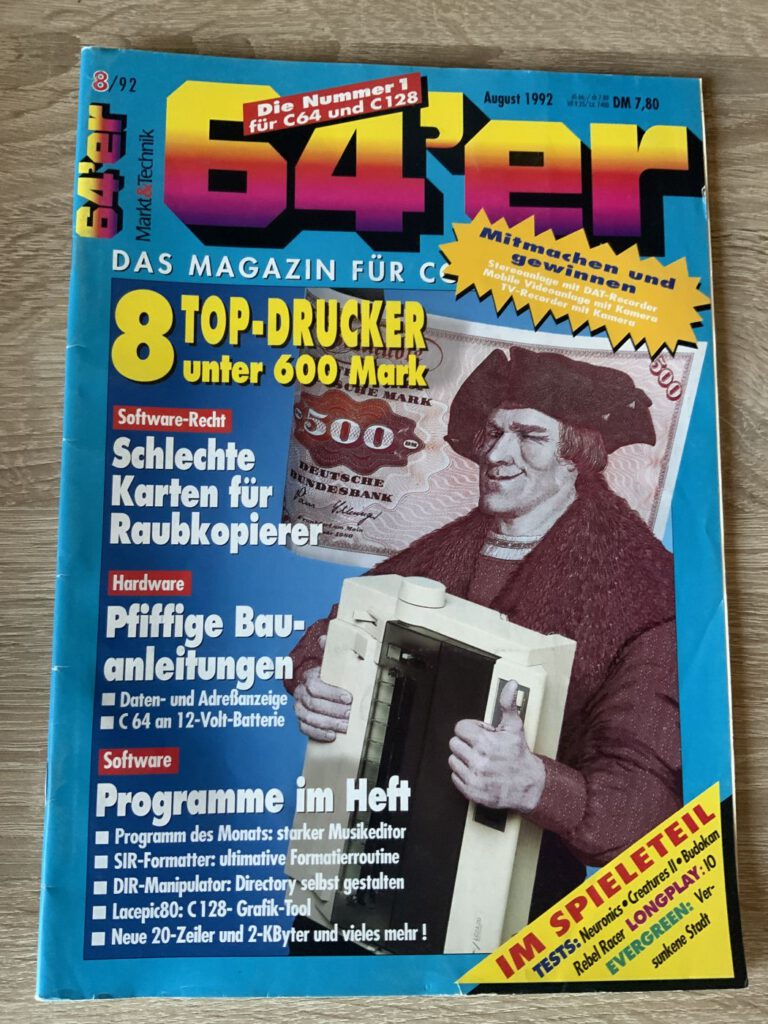 8/92
64'er
Markt&Technik
Die Nummer 1
für C64 und C128
64'er
August 1992
DM 7,80
DAS MAGAZIN FÜR
Mitmachen und
gewinnen
Stereoanlage mit DAT-Recorder
Mobile Videoanlage mit Kamera
TV-Recorder mit Kamera
8 TOP-DRUCKER
unter 600 Mark
500
DEUTSCHE MARK
500
DEUTSCHE
BUNDESBANK
Software-Recht
Schlechte
Karten für
Raubkopierer
Hardware
Pfiffige Bau-
anleitungen
Daten- und Adreßanzeige
C 64 an 12-Volt-Batterie
Software
Programme im Heft
Programm des Monats: starker Musikeditor
SIR-Formatter: ultimative Formatierroutine
DIR-Manipulator: Directory selbst gestalten
Lacepic80: C 128- Grafik-Tool
Neue 20-Zeiler und 2-KByter und vieles mehr !
IM SPIELETEIL
TESTS: Neuronics • Creatures II • Budokan
Rebel Racer LONGPLAY: IO
EVERGREEN: Ver-
sunkene Stadt